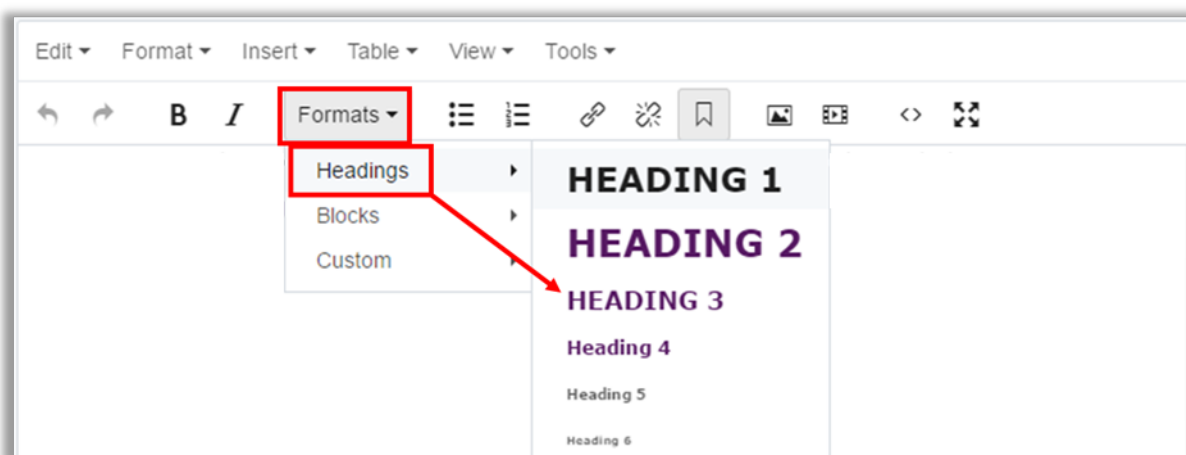 Edit Format Insert Table View Tools
B I Formats
Headings
Blocks
Custom
HEADING 1
HEADING 2
HEADING 3
Heading 4
Heading 5
Heading 6